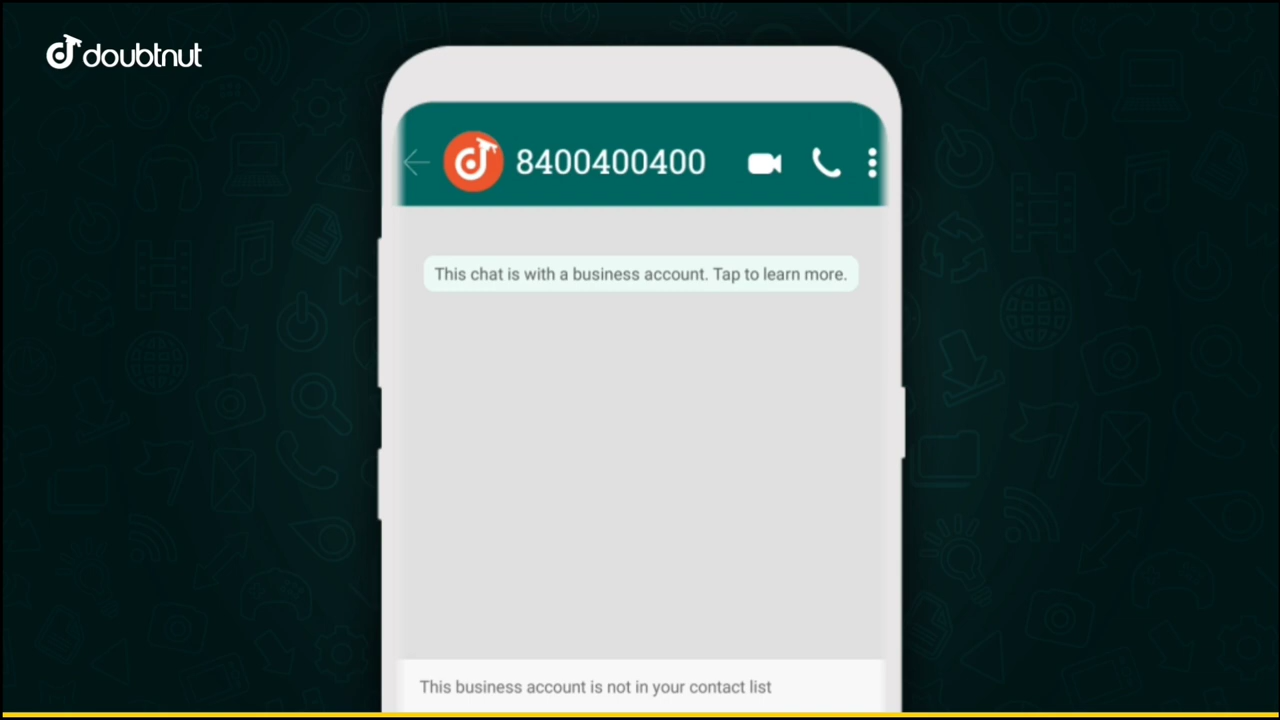 doubtnut
8400400400
This chat is with a business account. Tap to learn more.
This business account is not in your contact list